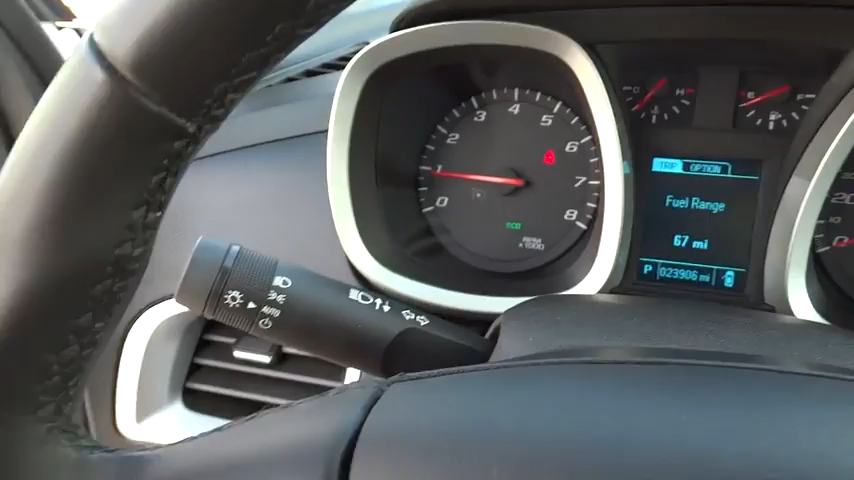 0
1
2
3
4
5
6
7
8
eco
RPM
x1000
C H
E
TRIP OPTION
Fuel Range
67 mi
P 023906 mi
AUTO